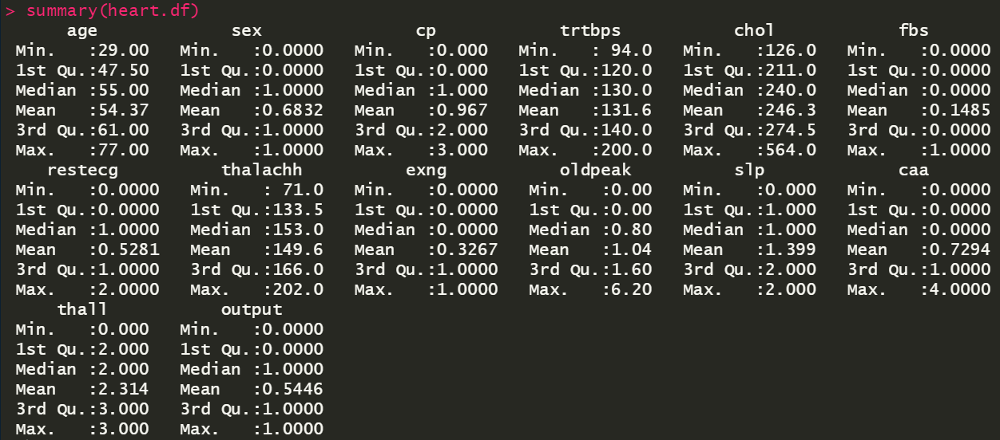 > summary(heart.df)
age sex cp trtbps chol fbs
Min. :29.00 Min. :0.0000 Min. :0.000 Min. : 94.0 Min. :126.0 Min. :0.0000
1st Qu.:47.50 1st Qu.:0.0000 1st Qu.:0.000 1st Qu.:120.0 1st Qu.:211.0 1st Qu.:0.0000
Median :55.00 Median :1.0000 Median :1.000 Median :130.0 Median :240.0 Median :0.0000
Mean :54.37 Mean :0.6832 Mean :0.967 Mean :131.6 Mean :246.3 Mean :0.1485
3rd Qu.:61.00 3rd Qu.:1.0000 3rd Qu.:2.000 3rd Qu.:140.0 3rd Qu.:274.5 3rd Qu.:0.0000
Max. :77.00 Max. :1.0000 Max. :3.000 Max. :200.0 Max. :564.0 Max. :1.0000
restecg thalachh exng oldpeak slp caa
Min. :0.0000 Min. : 71.0 Min. :0.0000 Min. :0.00 Min. :0.000 Min. :0.0000
1st Qu.:0.0000 1st Qu.:133.5 1st Qu.:0.0000 1st Qu.:0.00 1st Qu.:1.000 1st Qu.:0.0000
Median :1.0000 Median :153.0 Median :0.0000 Median :0.80 Median :1.000 Median :0.0000
Mean :0.5281 Mean :149.6 Mean :0.3267 Mean :1.04 Mean :1.399 Mean :0.7294
3rd Qu.:1.0000 3rd Qu.:166.0 3rd Qu.:1.0000 3rd Qu.:1.60 3rd Qu.:2.000 3rd Qu.:1.0000
Max. :2.0000 Max. :202.0 Max. :1.0000 Max. :6.20 Max. :2.000 Max. :4.0000
thall output
Min. :0.000 Min. :0.0000
1st Qu.:2.000 1st Qu.:0.0000
Median :2.000 Median :1.0000
Mean :2.314 Mean :0.5446
3rd Qu.:3.000 3rd Qu.:1.0000
Max. :3.000 Max. :1.0000